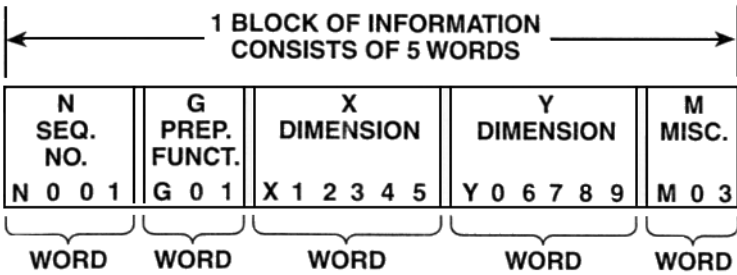 1 BLOCK OF INFORMATION
CONSISTS OF 5 WORDS
N
SEQ.
NO.
N 0 0 1
G
PREP.
FUNCT.
G 0 1
X
DIMENSION
X 1 2 3 4 5
Y
DIMENSION
Y 0 6 7 8 9
M
MISC.
M 0 3
WORD
WORD
WORD
WORD
WORD